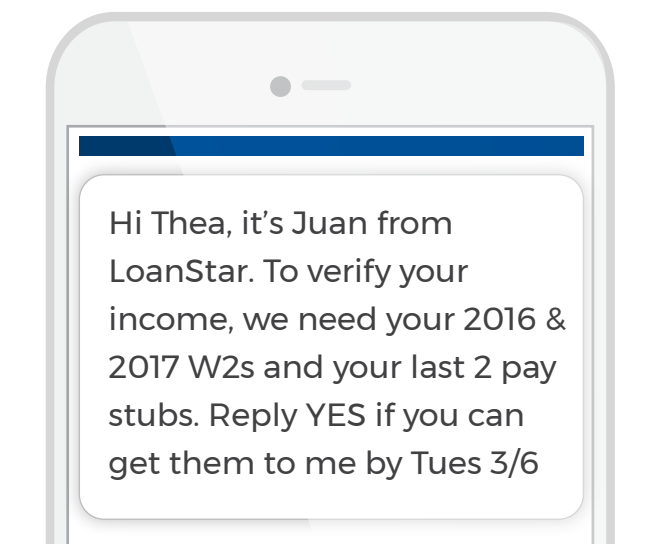 Hi Thea, it’s Juan from
LoanStar. To verify your
income, we need your 2016 &
2017 W2s and your last 2 pay
stubs. Reply YES if you can
get them to me by Tues 3/6